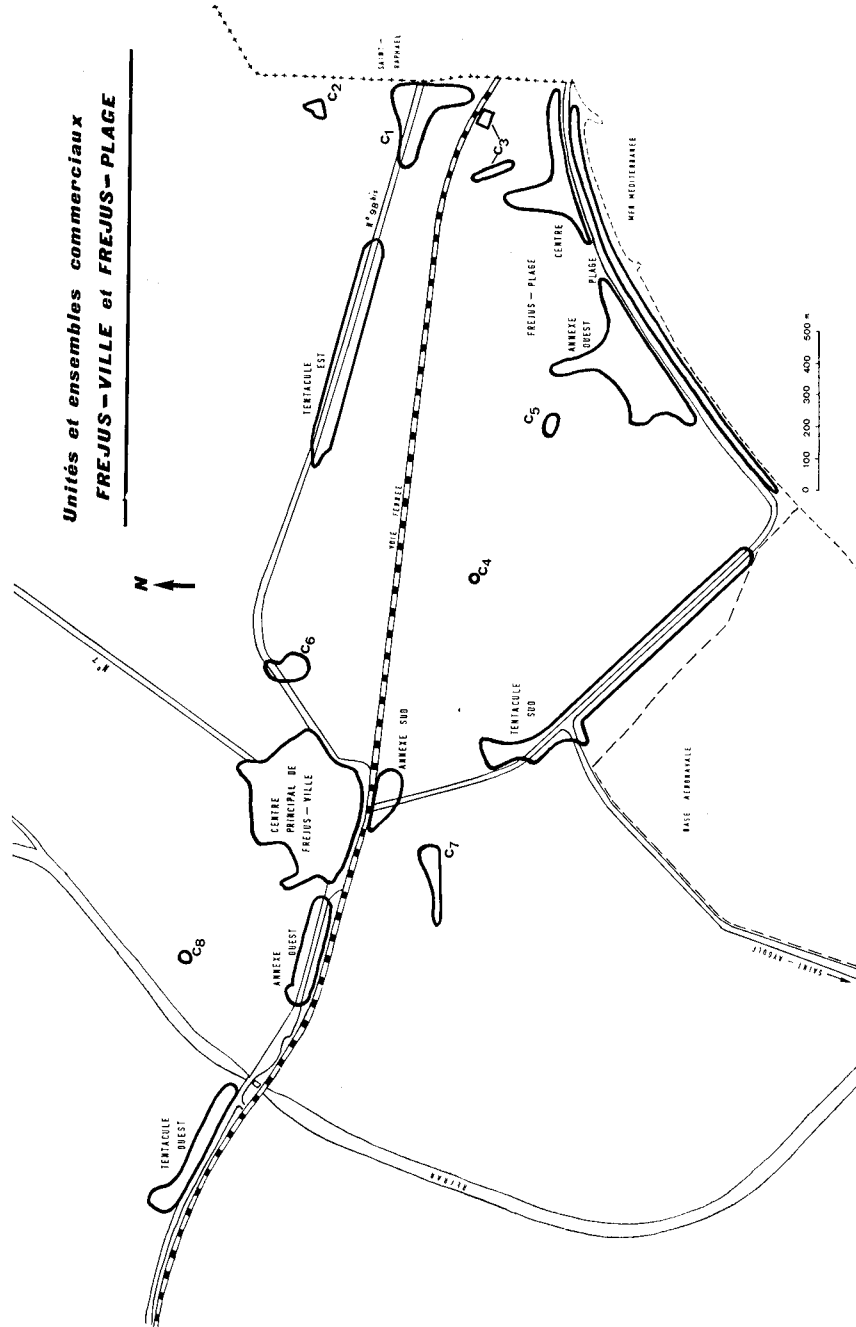 Unités et ensembles commerciaux
FREJUS-VILLE et FREJUS-PLAGE
N
N° 7
C8
TENTACULE
OUEST
ANNEXE
OUEST
CENTRE
PRINCIPAL DE
FREJUS-VILLE
C6
TENTACULE
EST
N° 98 bis
C1
C2
SAINT-
RAPHAEL
VOIE FERREE
C3
ANNEXE SUD
C7
C4
C5
TENTACULE
SUD
FREJUS-PLAGE
CENTRE
PLAGE
ANNEXE
OUEST
MER MEDITERRANEE
BASE AERONAVALE
SAINT-AYGULF
REYRAN
0 100 200 300 400 500 m